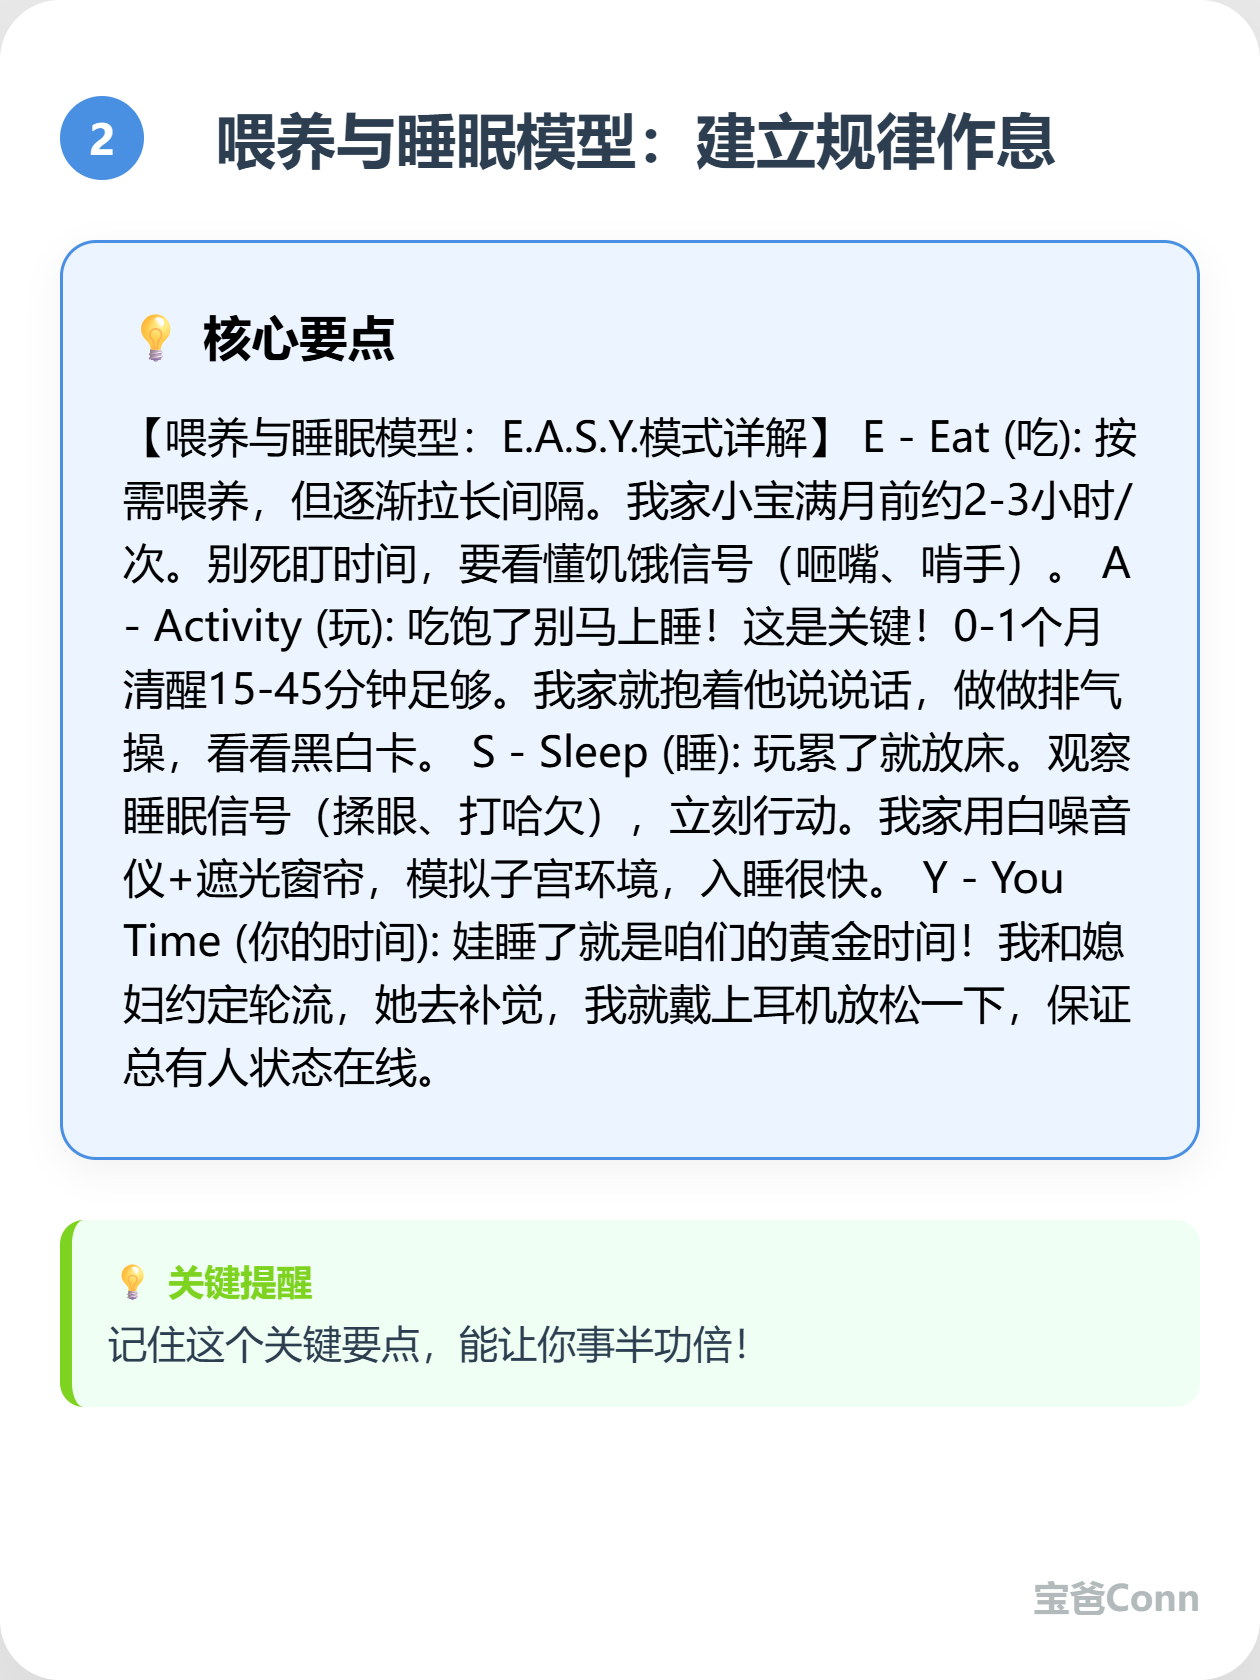 2
喂养与睡眠模型：建立规律作息
💡 核心要点
【喂养与睡眠模型：E.A.S.Y.模式详解】 E - Eat (吃): 按
需喂养，但逐渐拉长间隔。我家小宝满月前约2-3小时/
次。别死盯时间，要看懂饥饿信号（咂嘴、啃手）。 A
- Activity (玩): 吃饱了别马上睡！这是关键！0-1个月
清醒15-45分钟足够。我家就抱着他说说话，做做排气
操，看看黑白卡。 S - Sleep (睡): 玩累了就放床。观察
睡眠信号（揉眼、打哈欠），立刻行动。我家用白噪音
仪+遮光窗帘，模拟子宫环境，入睡很快。 Y - You
Time (你的时间): 娃睡了就是咱们的黄金时间！我和媳
妇约定轮流，她去补觉，我就戴上耳机放松一下，保证
总有人状态在线。
💡 关键提醒
记住这个关键要点，能让你事半功倍！
宝爸Conn